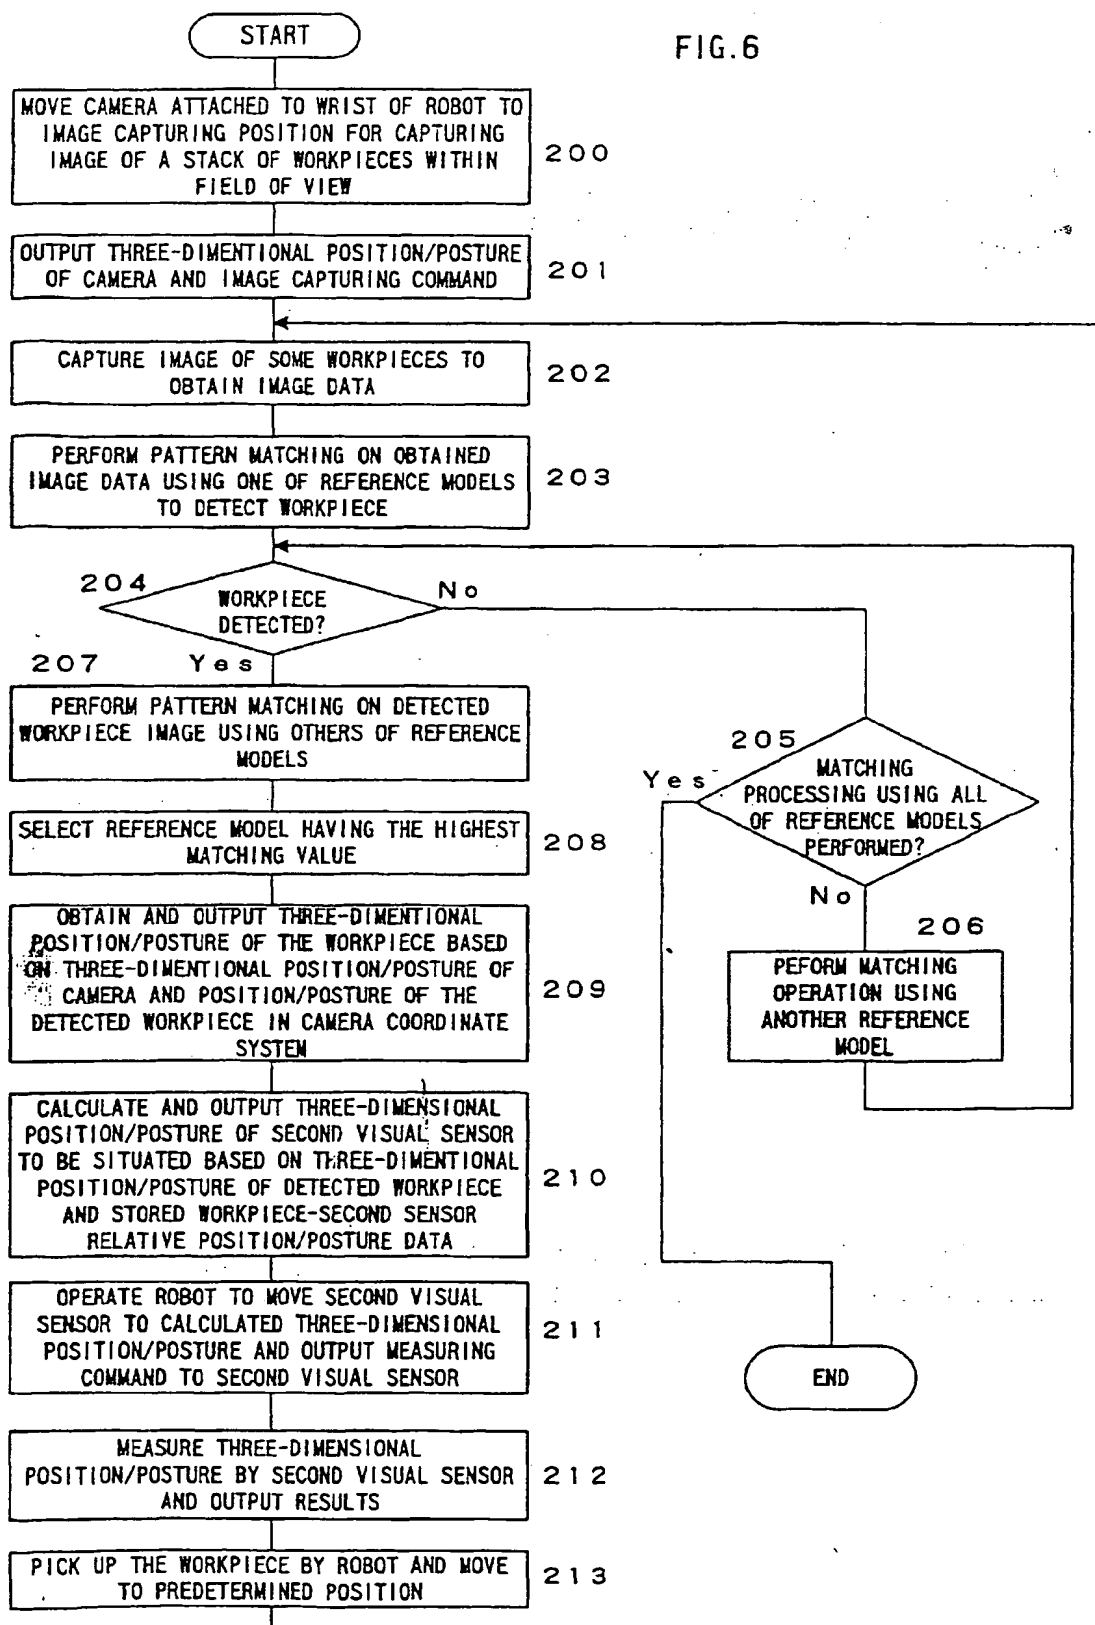 START
FIG.6
MOVE CAMERA ATTACHED TO WRIST OF ROBOT TO
IMAGE CAPTURING POSITION FOR CAPTURING
IMAGE OF A STACK OF WORKPIECES WITHIN
FIELD OF VIEW
200
OUTPUT THREE-DIMENTIONAL POSITION/POSTURE
OF CAMERA AND IMAGE CAPTURING COMMAND
201
CAPTURE IMAGE OF SOME WORKPIECES TO
OBTAIN IMAGE DATA
202
PERFORM PATTERN MATCHING ON OBTAINED
IMAGE DATA USING ONE OF REFERENCE MODELS
TO DETECT WORKPIECE
203
204
WORKPIECE
DETECTED?
No
Yes
205
MATCHING
PROCESSING USING ALL
OF REFERENCE MODELS
PERFORMED?
Yes
No
206
PEFORM MATCHING
OPERATION USING
ANOTHER REFERENCE
MODEL
207
PERFORM PATTERN MATCHING ON DETECTED
WORKPIECE IMAGE USING OTHERS OF REFERENCE
MODELS
SELECT REFERENCE MODEL HAVING THE HIGHEST
MATCHING VALUE
208
OBTAIN AND OUTPUT THREE-DIMENTIONAL
POSITION/POSTURE OF THE WORKPIECE BASED
ON THREE-DIMENTIONAL POSITION/POSTURE OF
CAMERA AND POSITION/POSTURE OF THE
DETECTED WORKPIECE IN CAMERA COORDINATE
SYSTEM
209
CALCULATE AND OUTPUT THREE-DIMENSIONAL
POSITION/POSTURE OF SECOND VISUAL SENSOR
TO BE SITUATED BASED ON THREE-DIMENTIONAL
POSITION/POSTURE OF DETECTED WORKPIECE
AND STORED WORKPIECE-SECOND SENSOR
RELATIVE POSITION/POSTURE DATA
210
OPERATE ROBOT TO MOVE SECOND VISUAL
SENSOR TO CALCULATED THREE-DIMENSIONAL
POSITION/POSTURE AND OUTPUT MEASURING
COMMAND TO SECOND VISUAL SENSOR
211
END
MEASURE THREE-DIMENSIONAL
POSITION/POSTURE BY SECOND VISUAL SENSOR
AND OUTPUT RESULTS
212
PICK UP THE WORKPIECE BY ROBOT AND MOVE
TO PREDETERMINED POSITION
213